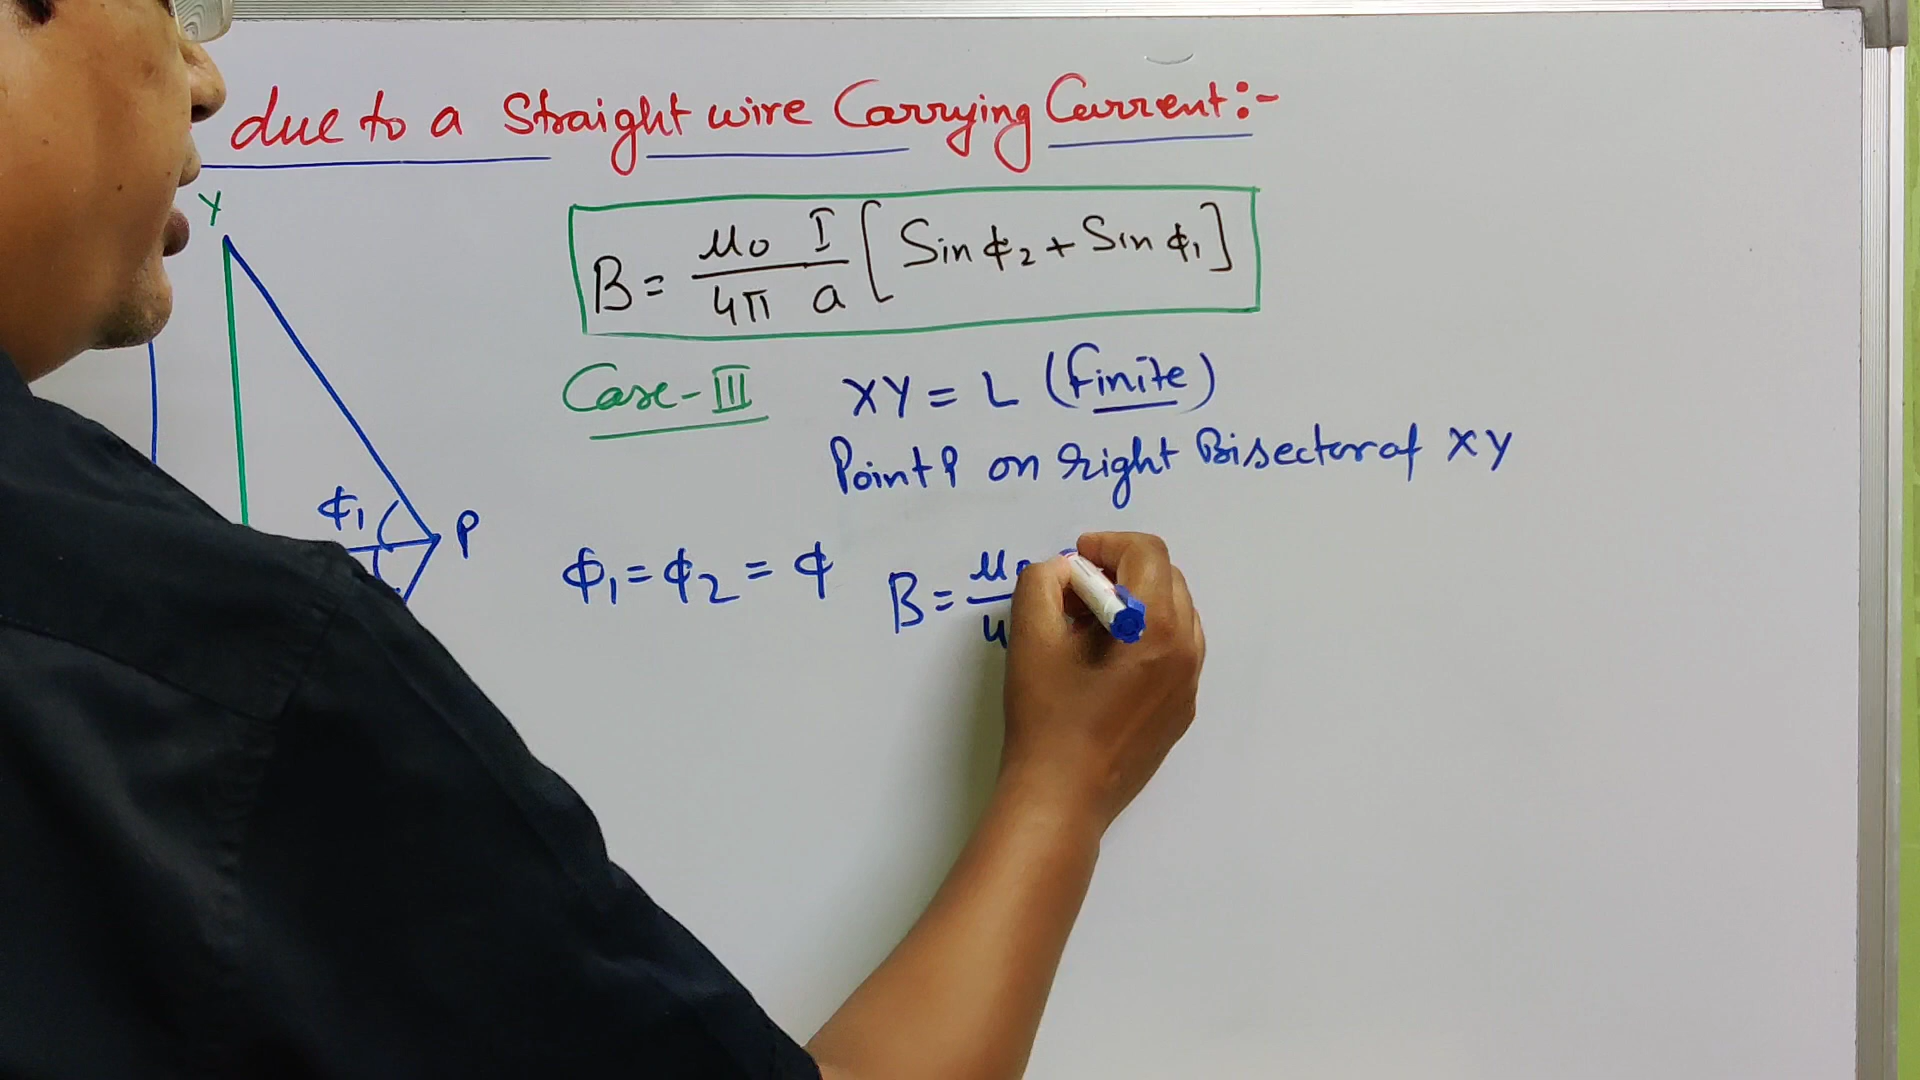 due to a Straight wire Carrying Current:-
Y
B = μ0 I / 4π a [Sin ϕ2 + Sin ϕ1]
Case-III XY = L (finite)
Point P on right Bisector of XY
ϕ1 P
ϕ1 = ϕ2 = ϕ B = μ0 / 4